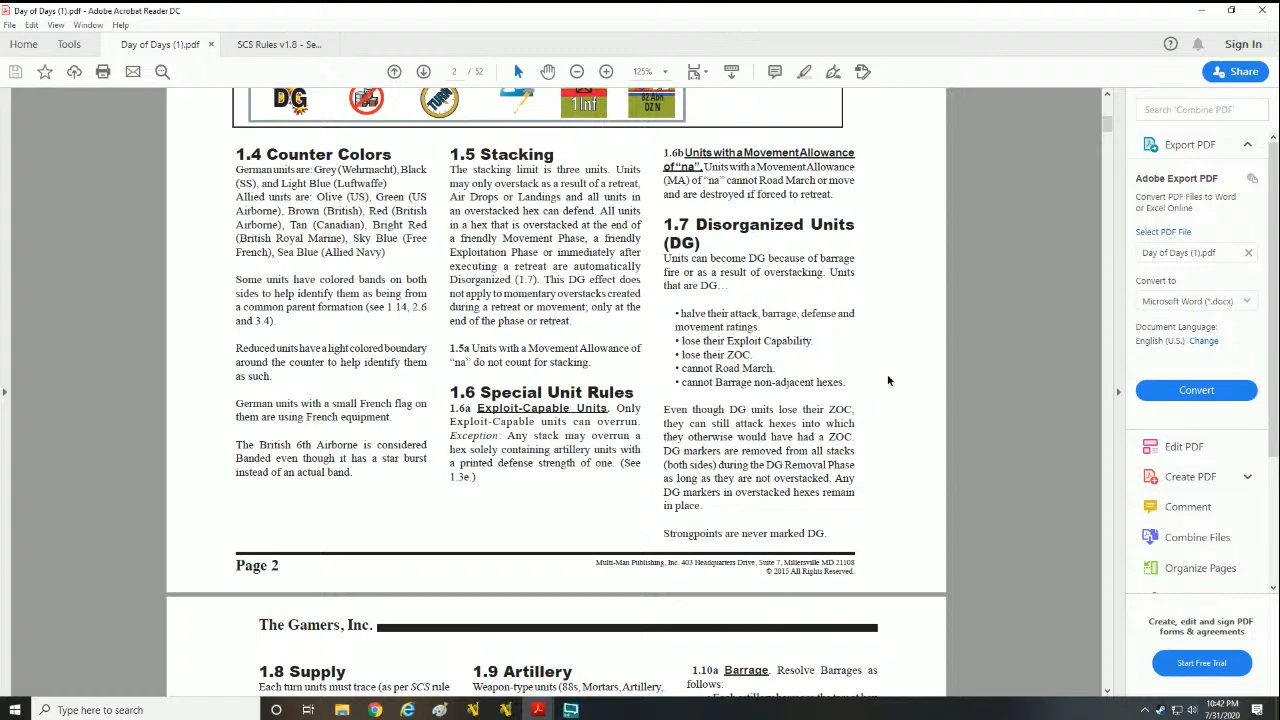 Day of Days (1).pdf - Adobe Acrobat Reader DC
File Edit View Window Help
Home Tools Day of Days (1).pdf × SCS Rules v1.8 - Se... Sign In
2 / 52 125% Share
DG TURN 1Inf 82 Abn DZ N
1.4 Counter Colors
German units are: Grey (Wehrmacht), Black
(SS), and Light Blue (Luftwaffe)
Allied units are: Olive (US), Green (US
Airborne), Brown (British), Red (British
Airborne), Tan (Canadian), Bright Red
(British Royal Marine), Sky Blue (Free
French), Sea Blue (Allied Navy)
Some units have colored bands on both
sides to help identify them as being from
a common parent formation (see 1.14, 2.6
and 3.4).
Reduced units have a light colored boundary
around the counter to help identify them
as such.
German units with a small French flag on
them are using French equipment.
The British 6th Airborne is considered
Banded even though it has a star burst
instead of an actual band.
1.5 Stacking
The stacking limit is three units. Units
may only overstack as a result of a retreat,
Air Drops or Landings and all units in
an overstacked hex can defend. All units
in a hex that is overstacked at the end of
a friendly Movement Phase, a friendly
Exploitation Phase or immediately after
executing a retreat are automatically
Disorganized (1.7). This DG effect does
not apply to momentary overstacks created
during a retreat or movement; only at the
end of the phase or retreat.
1.5a Units with a Movement Allowance of
“na” do not count for stacking.
1.6 Special Unit Rules
1.6a Exploit-Capable Units. Only
Exploit-Capable units can overrun.
Exception: Any stack may overrun a
hex solely containing artillery units with
a printed defense strength of one. (See
1.3e.)
1.6b Units with a Movement Allowance
of “na”. Units with a Movement Allowance
(MA) of “na” cannot Road March or move
and are destroyed if forced to retreat.
1.7 Disorganized Units
(DG)
Units can become DG because of barrage
fire or as a result of overstacking. Units
that are DG…
• halve their attack, barrage, defense and
movement ratings.
• lose their Exploit Capability.
• lose their ZOC.
• cannot Road March.
• cannot Barrage non-adjacent hexes.
Even though DG units lose their ZOC,
they can still attack hexes into which
they otherwise would have had a ZOC.
DG markers are removed from all stacks
(both sides) during the DG Removal Phase
as long as they are not overstacked. Any
DG markers in overstacked hexes remain
in place.
Strongpoints are never marked DG.
Page 2
Multi-Man Publishing, Inc. 403 Headquarters Drive, Suite 7, Millersville MD 21108
© 2015 All Rights Reserved.
The Gamers, Inc.
1.8 Supply
Each turn units must trace (as per SCS rule
1.9 Artillery
Weapon-type units (88s, Mortars, Artillery,
1.10a Barrage. Resolve Barrages as
follows:
Search 'Combine PDF'
Export PDF
Adobe Export PDF
Convert PDF Files to Word
or Excel Online
Select PDF File
Day of Days (1).pdf ×
Convert to
Microsoft Word (*.docx)
Document Language:
English (U.S.) Change
Convert
Edit PDF
Create PDF
Comment
Combine Files
Organize Pages
Create, edit and sign PDF
forms & agreements
Start Free Trial
Type here to search
10:42 PM
7/31/2020